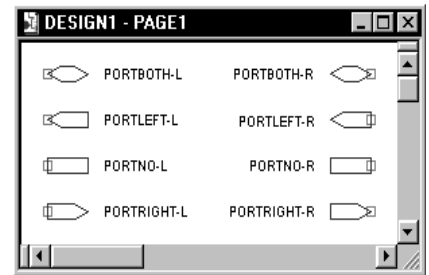 DESIGN1 - PAGE1
PORTBOTH-L PORTBOTH-R
PORTLEFT-L PORTLEFT-R
PORTNO-L PORTNO-R
PORTRIGHT-L PORTRIGHT-R